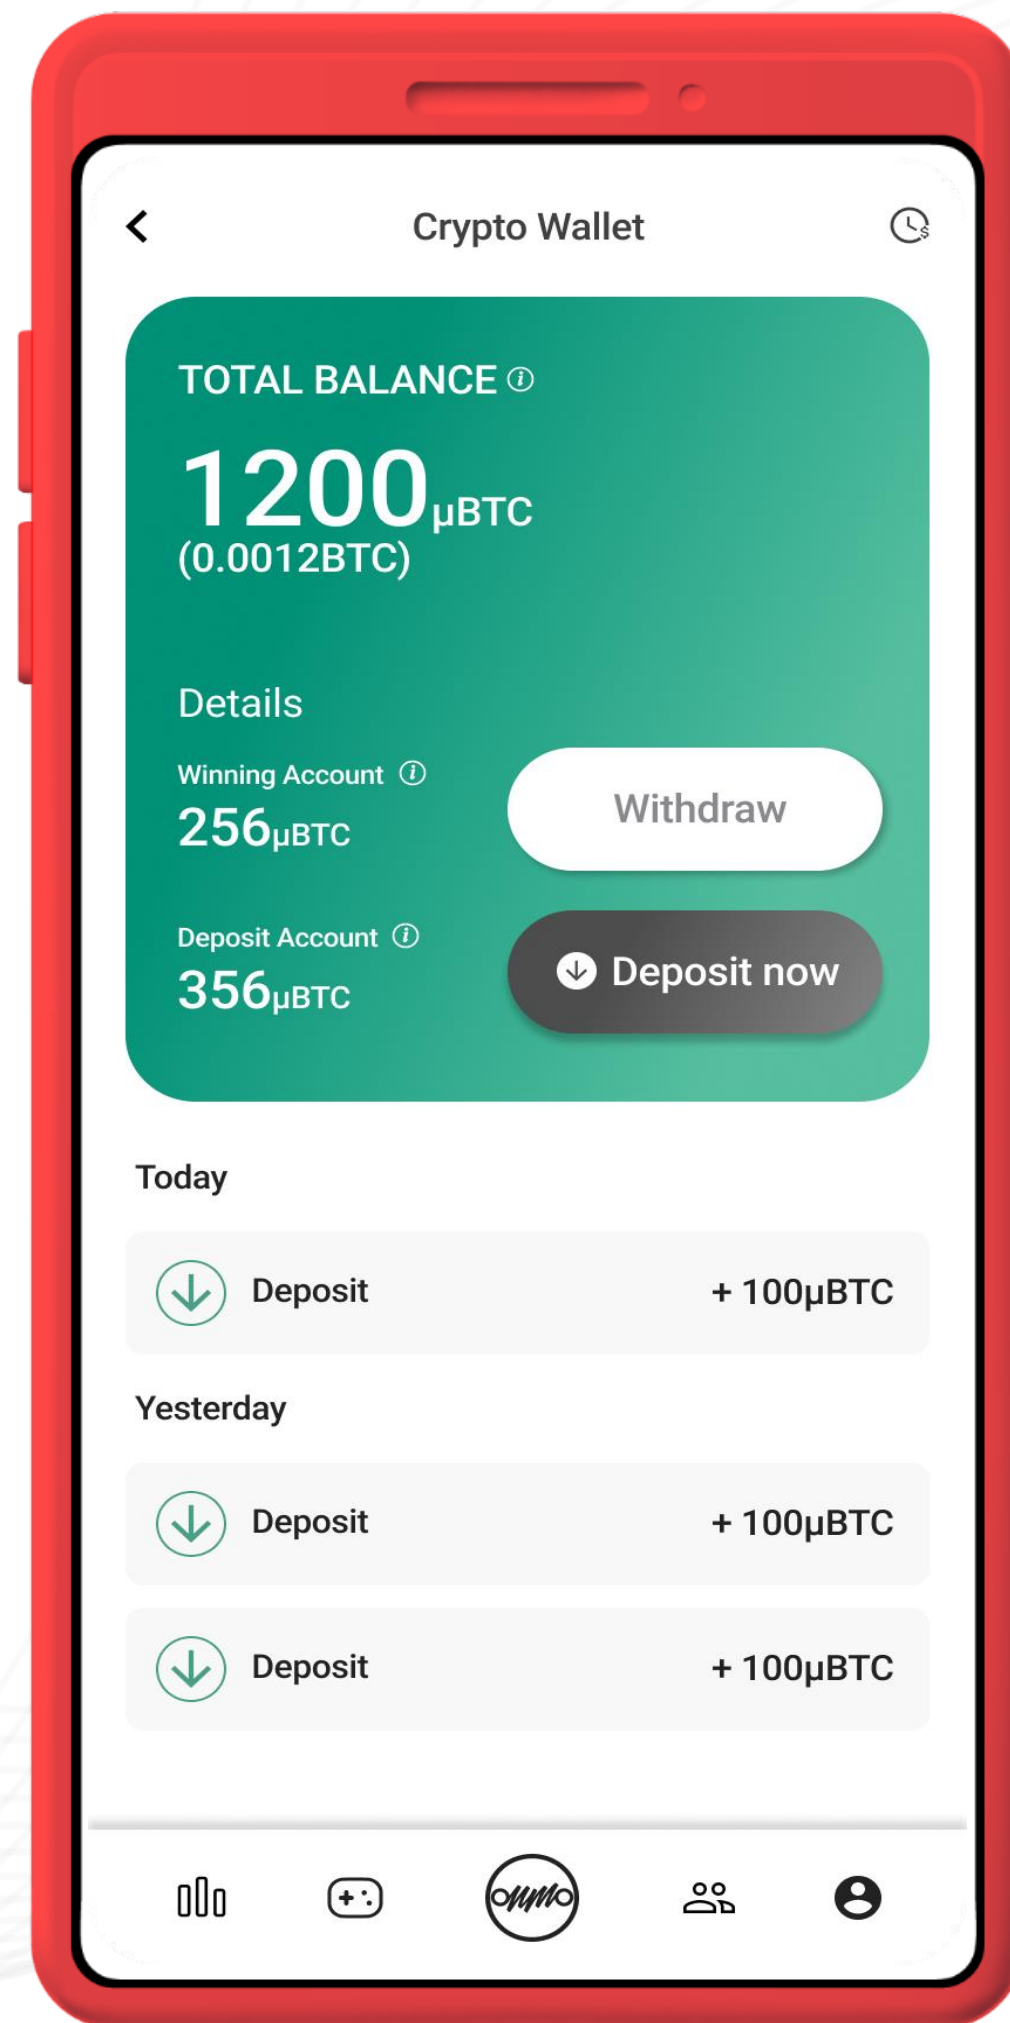 Crypto Wallet
TOTAL BALANCE
1200µBTC
(0.0012BTC)
Details
Winning Account
256µBTC
Withdraw
Deposit Account
356µBTC
Deposit now
Today
Deposit + 100µBTC
Yesterday
Deposit + 100µBTC
Deposit + 100µBTC
onmo